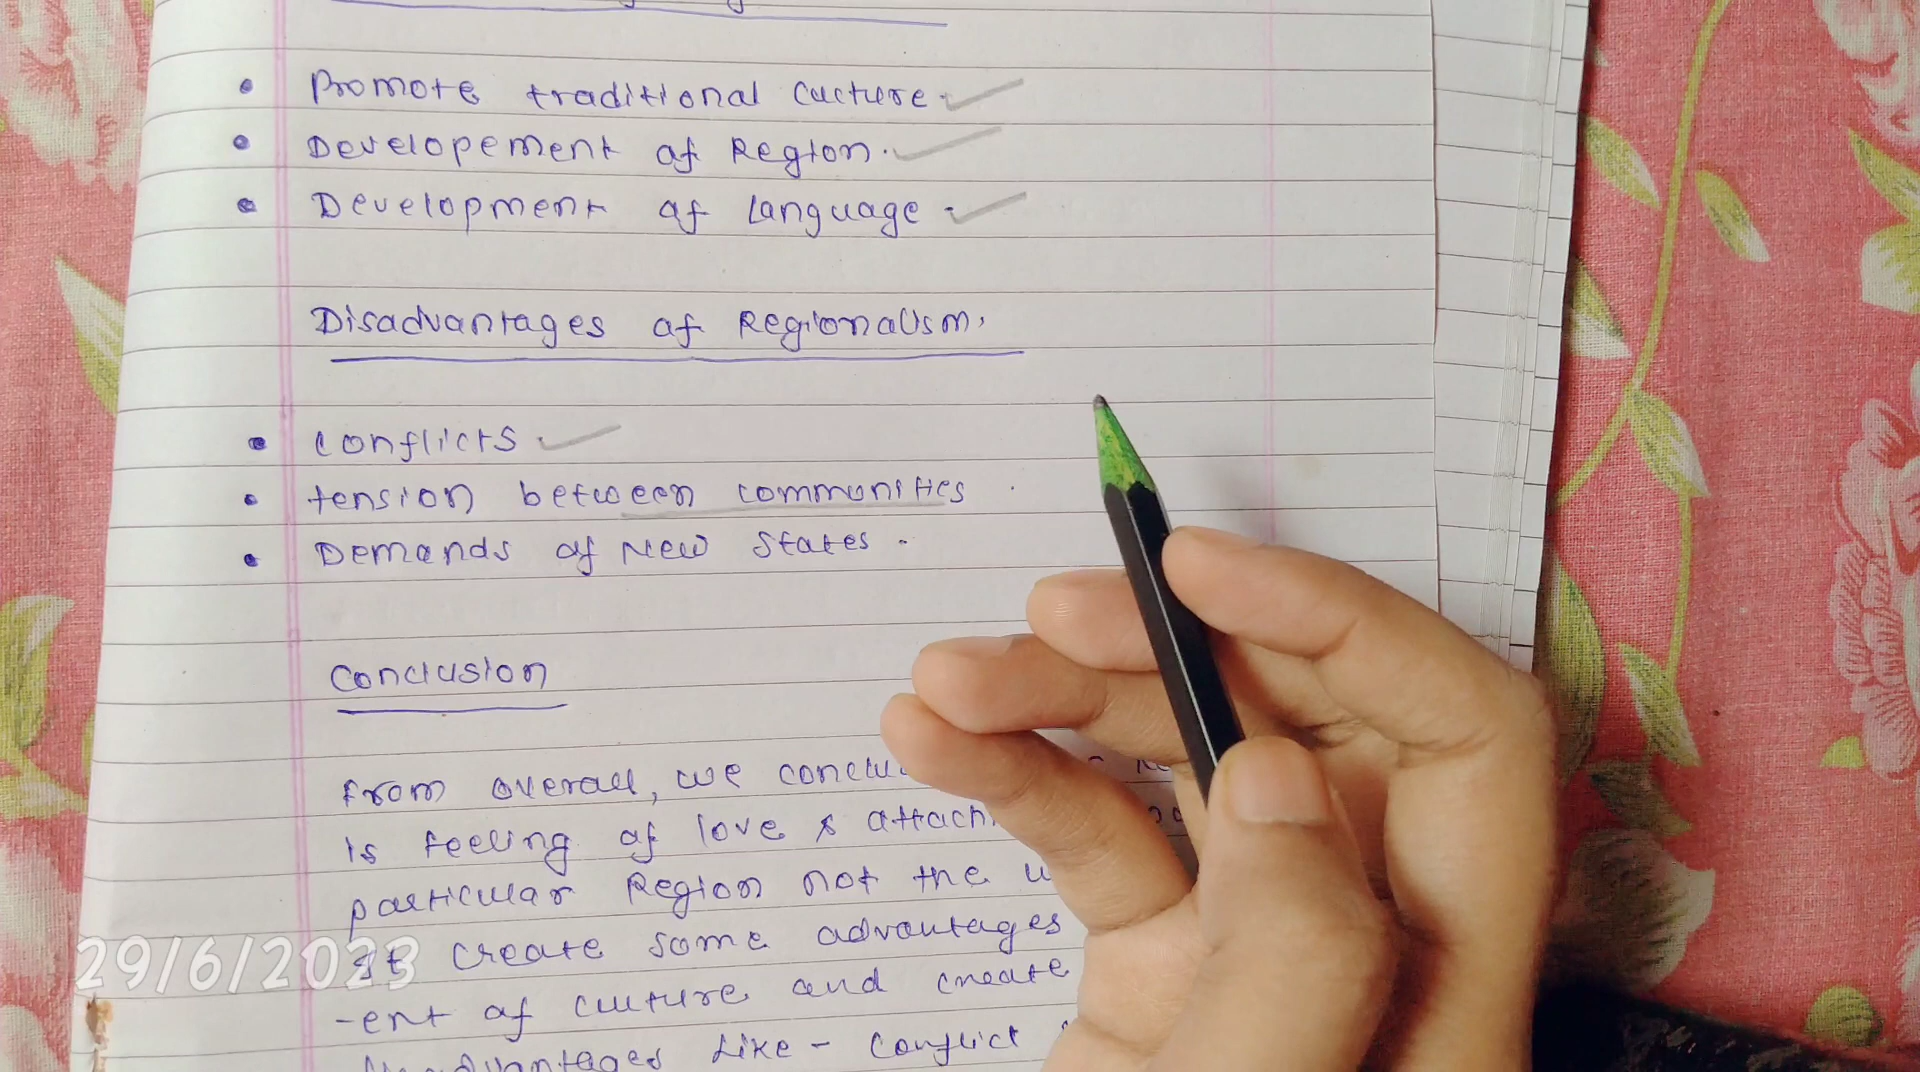 Promote traditional culture.
Developement of Region.
Development of Language.
Disadvantages of Regionalism,
conflicts
tension between communities.
Demands of New States.
Conclusion
From overall, we
is feeling of love &
particular Region not the
It create some advantages
-ent of culture and create
Disadvantages Like - Conflict
29/6/2023